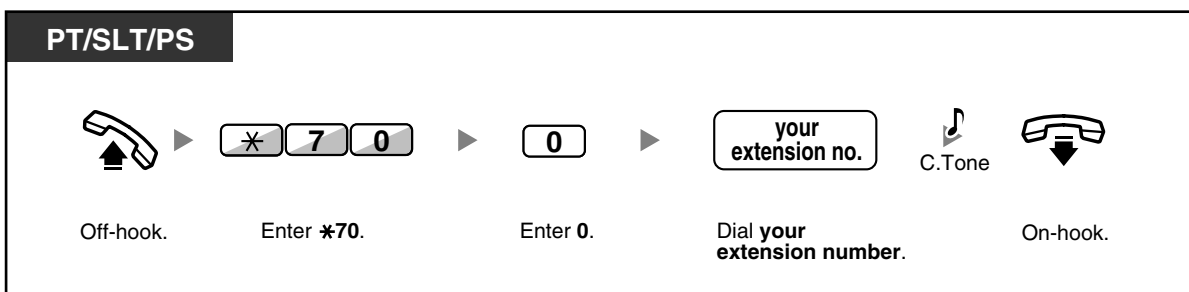 PT/SLT/PS
* 7 0
0
your
extension no.
C.Tone
Off-hook.
Enter *70.
Enter 0.
Dial your
extension number.
On-hook.